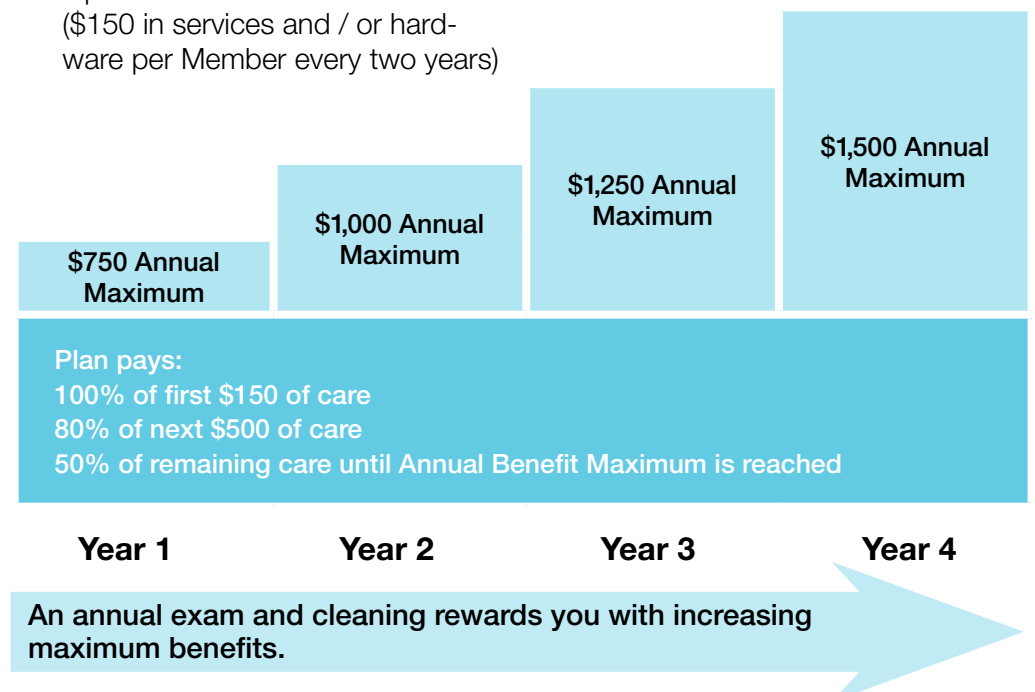 ($150 in services and / or hard-
ware per Member every two years)
$1,500 Annual
Maximum
$1,250 Annual
Maximum
$1,000 Annual
Maximum
$750 Annual
Maximum
Plan pays:
100% of first $150 of care
80% of next $500 of care
50% of remaining care until Annual Benefit Maximum is reached
Year 1
Year 2
Year 3
Year 4
An annual exam and cleaning rewards you with increasing
maximum benefits.